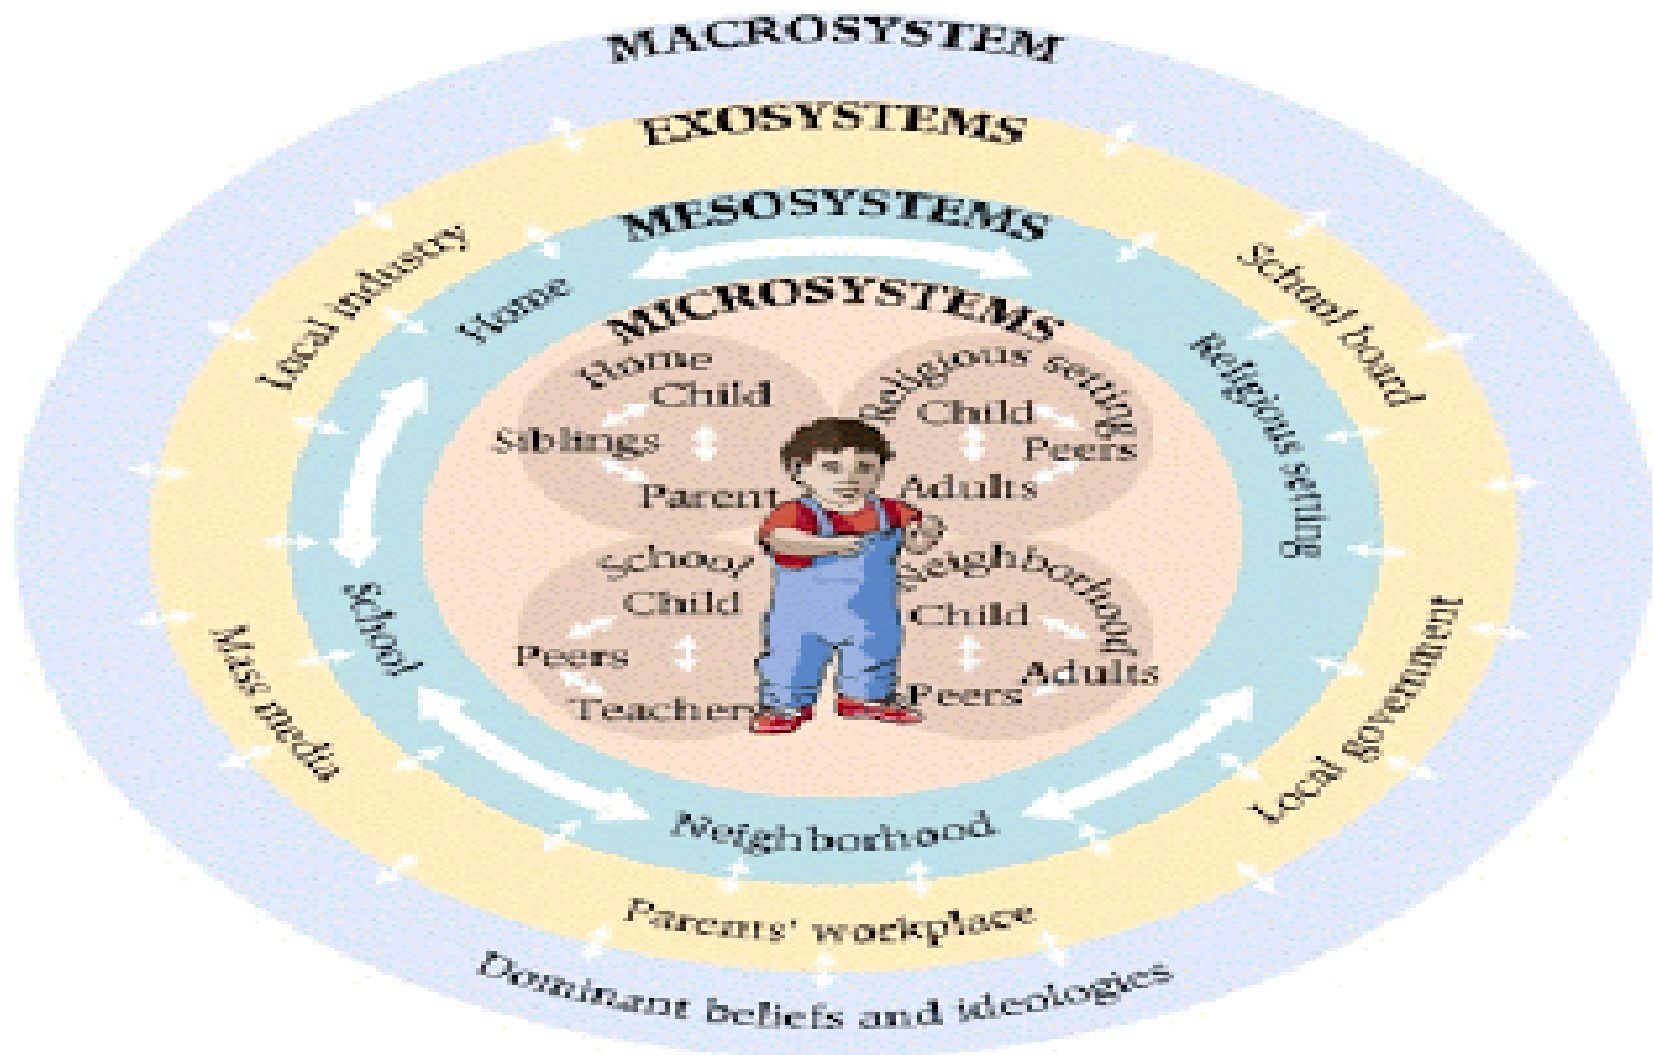 MACROSYSTEM
EXOSYSTEMS
MESOSYSTEMS
MICROSYSTEMS
Local industry
School board
Home
Religious setting
Home
Child
Siblings
Parent
Religious setting
Child
Peers
Adults
School
Child
Peers
Teachers
Neighborhood
Child
Adults
Peers
School
Mass media
Local government
Neighborhood
Parents' workplace
Dominant beliefs and ideologies